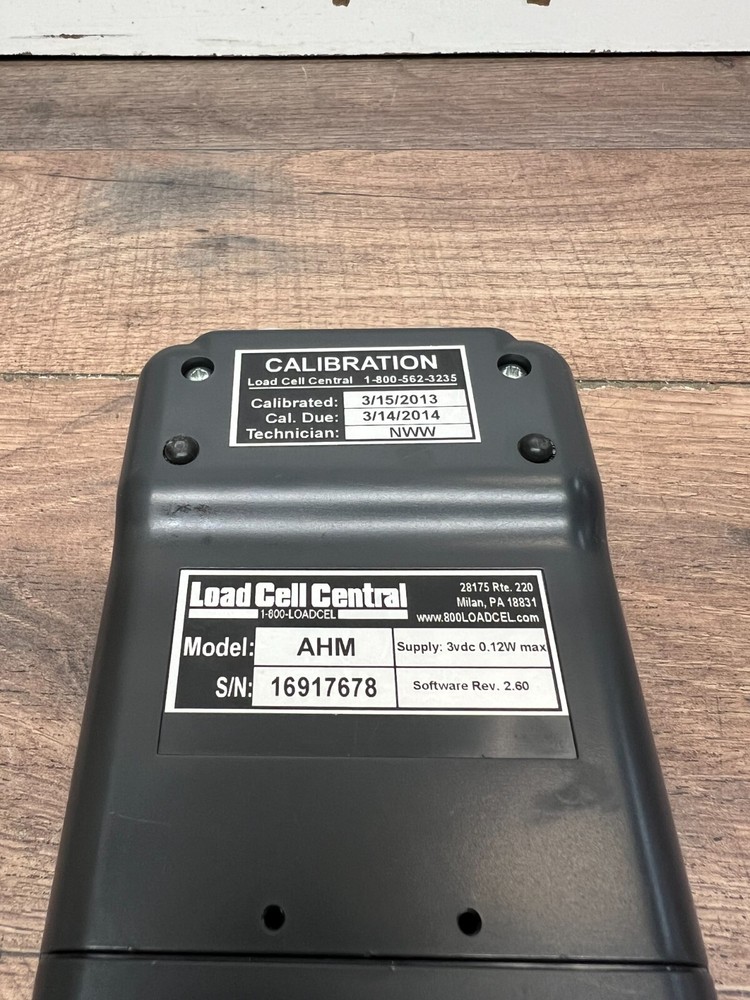 CALIBRATION
Load Cell Central 1-800-562-3235
Calibrated: 3/15/2013
Cal. Due: 3/14/2014
Technician: NWW
Load Cell Central
1-800-LOADCEL
28175 Rte. 220
Milan, PA 18831
www.800LOADCEL.com
Model: AHM
Supply: 3vdc 0.12W max
S/N: 16917678
Software Rev. 2.60